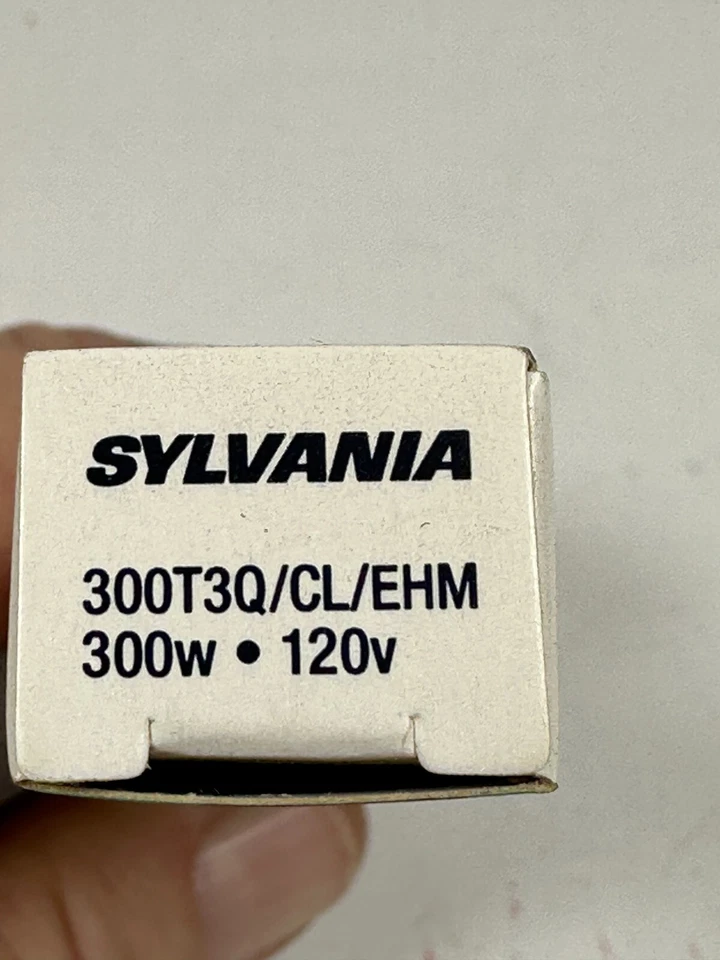 SYLVANIA
300T3Q/CL/EHM
300w • 120v